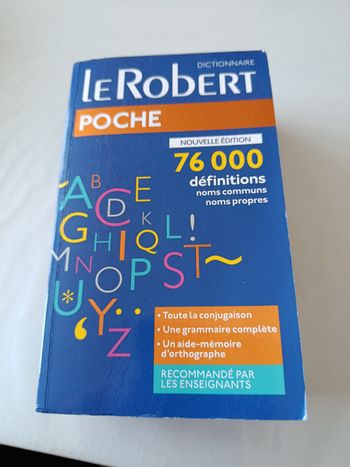 DICTIONNAIRE
LE ROBERT
POCHE
NOUVELLE ÉDITION
76 000
définitions
noms communs
noms propres
A B C D E
G H I J K L !
M N O P Q S T ~
U * ' Y . . Z
• Toute la conjugaison
• Une grammaire complète
• Un aide-mémoire
d'orthographe
RECOMMANDÉ PAR
LES ENSEIGNANTS